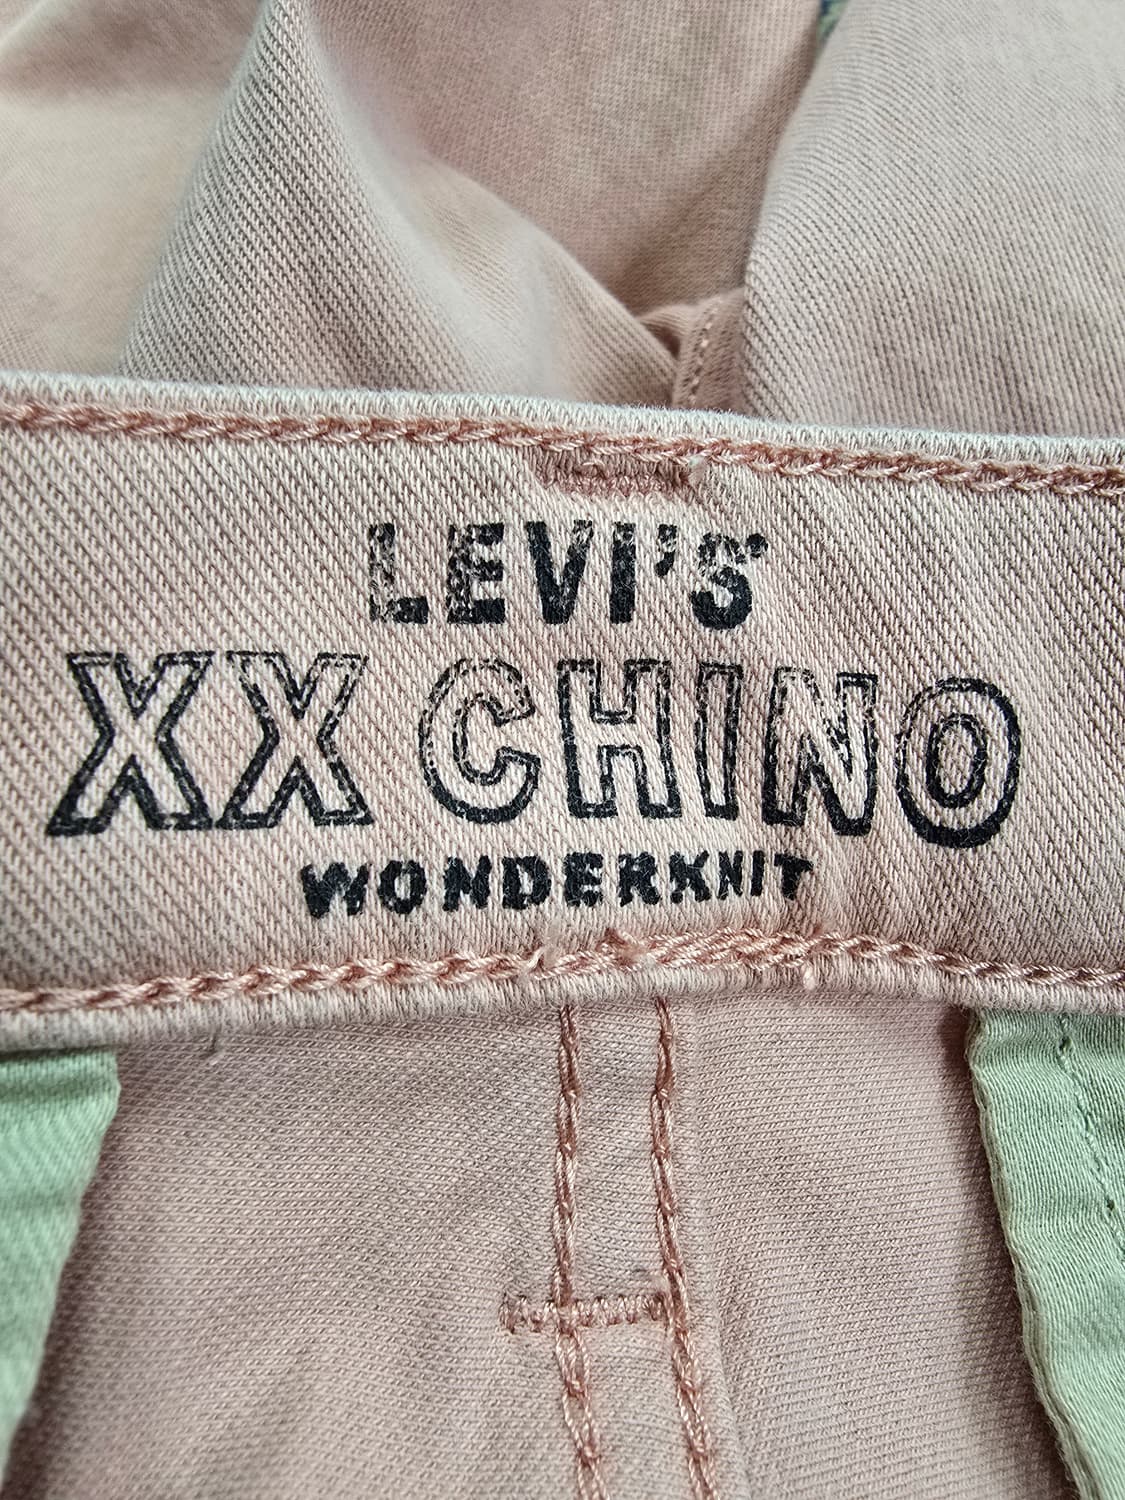 LEVI'S
XX CHINO
WONDERKNIT